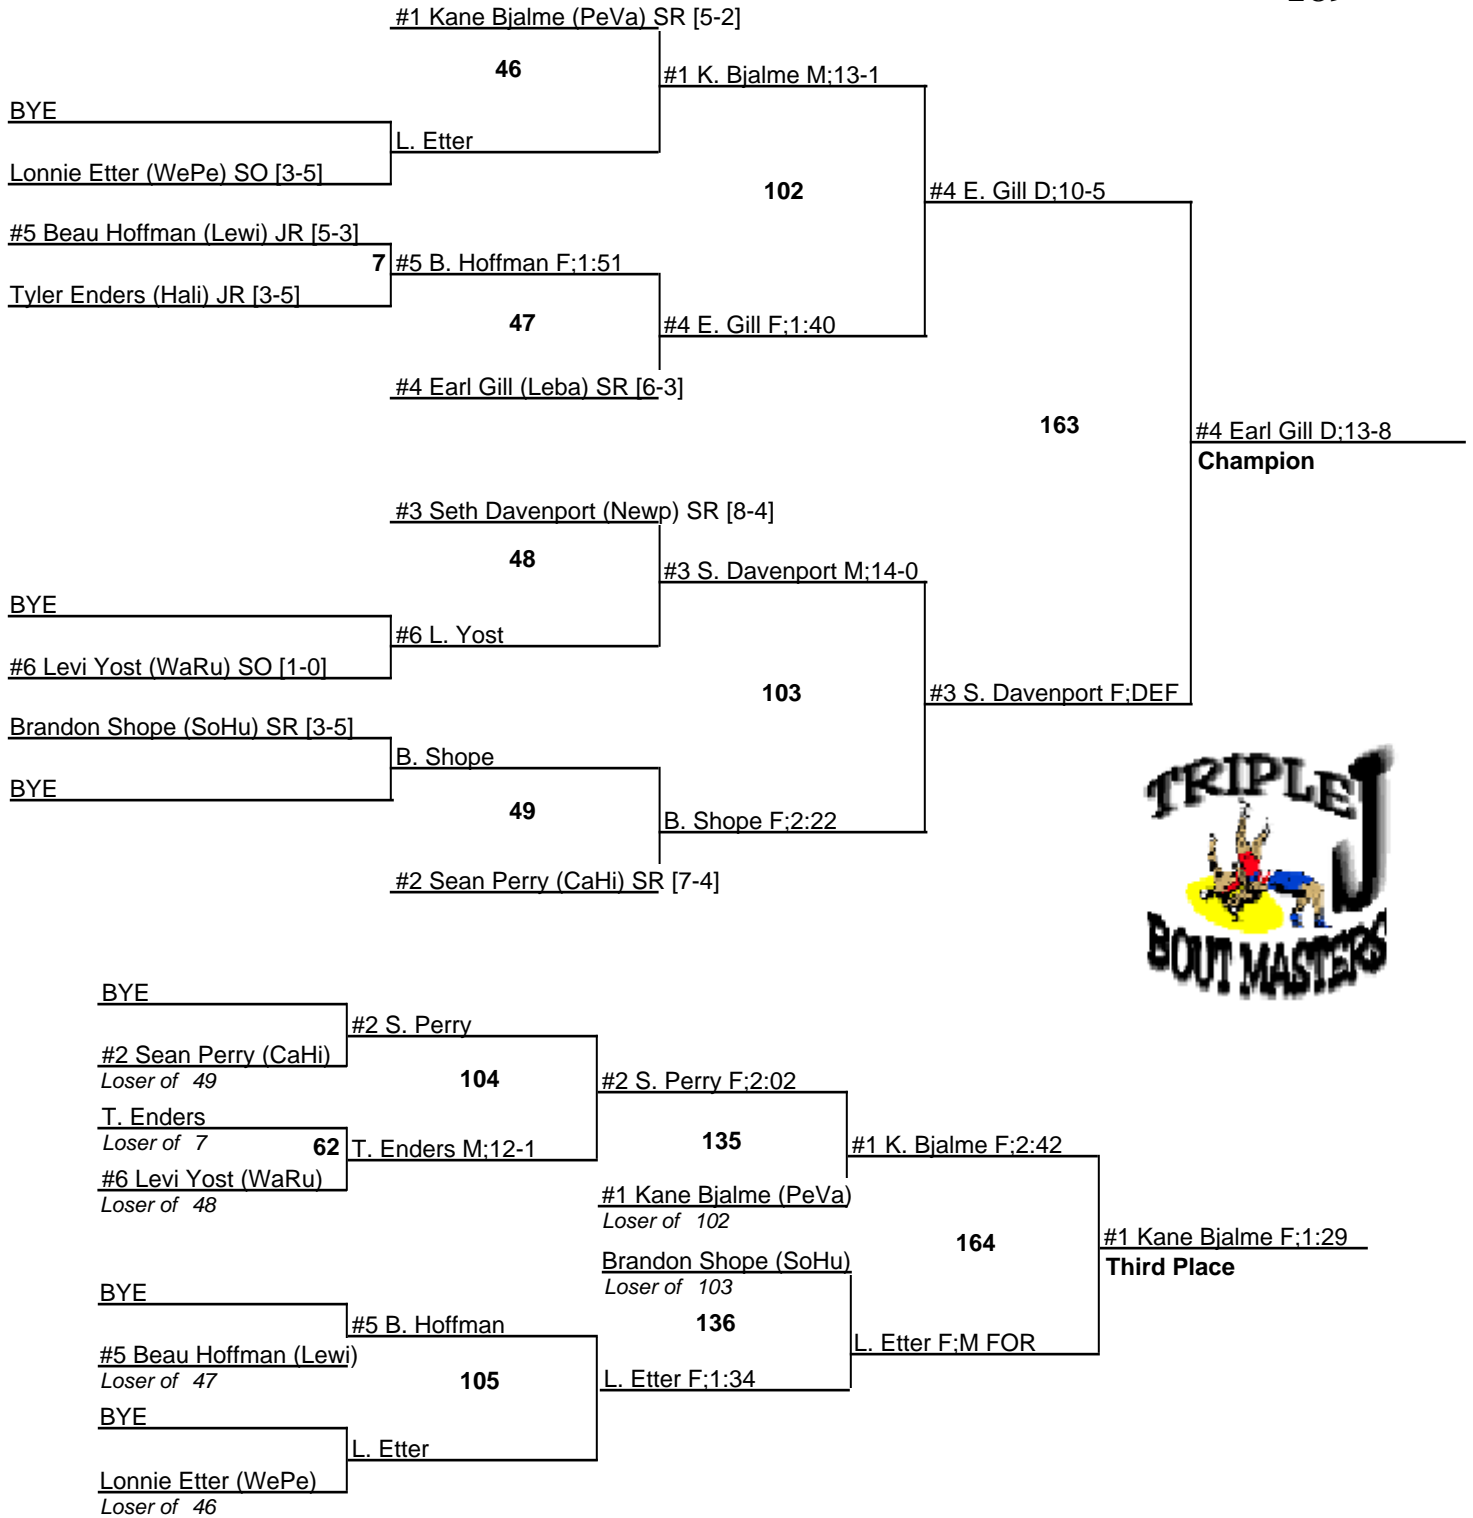 #1 Kane Bjalme (PeVa) SR [5-2]
46
#1 K. Bjalme M;13-1
BYE
L. Etter
Lonnie Etter (WePe) SO [3-5]
102
#4 E. Gill D;10-5
#5 Beau Hoffman (Lewi) JR [5-3]
7
#5 B. Hoffman F;1:51
Tyler Enders (Hali) JR [3-5]
47
#4 E. Gill F;1:40
#4 Earl Gill (Leba) SR [6-3]
163
#4 Earl Gill D;13-8
Champion
#3 Seth Davenport (Newp) SR [8-4]
48
#3 S. Davenport M;14-0
BYE
#6 L. Yost
#6 Levi Yost (WaRu) SO [1-0]
103
#3 S. Davenport F;DEF
Brandon Shope (SoHu) SR [3-5]
B. Shope
BYE
49
B. Shope F;2:22
#2 Sean Perry (CaHi) SR [7-4]
TRIPLE J
BOUT MASTERS
BYE
#2 S. Perry
#2 Sean Perry (CaHi)
Loser of 49
104
#2 S. Perry F;2:02
T. Enders
Loser of 7
62
T. Enders M;12-1
135
#1 K. Bjalme F;2:42
#6 Levi Yost (WaRu)
Loser of 48
#1 Kane Bjalme (PeVa)
Loser of 102
164
#1 Kane Bjalme F;1:29
Third Place
Brandon Shope (SoHu)
Loser of 103
BYE
#5 B. Hoffman
136
L. Etter F;M FOR
#5 Beau Hoffman (Lewi)
Loser of 47
105
L. Etter F;1:34
BYE
L. Etter
Lonnie Etter (WePe)
Loser of 46